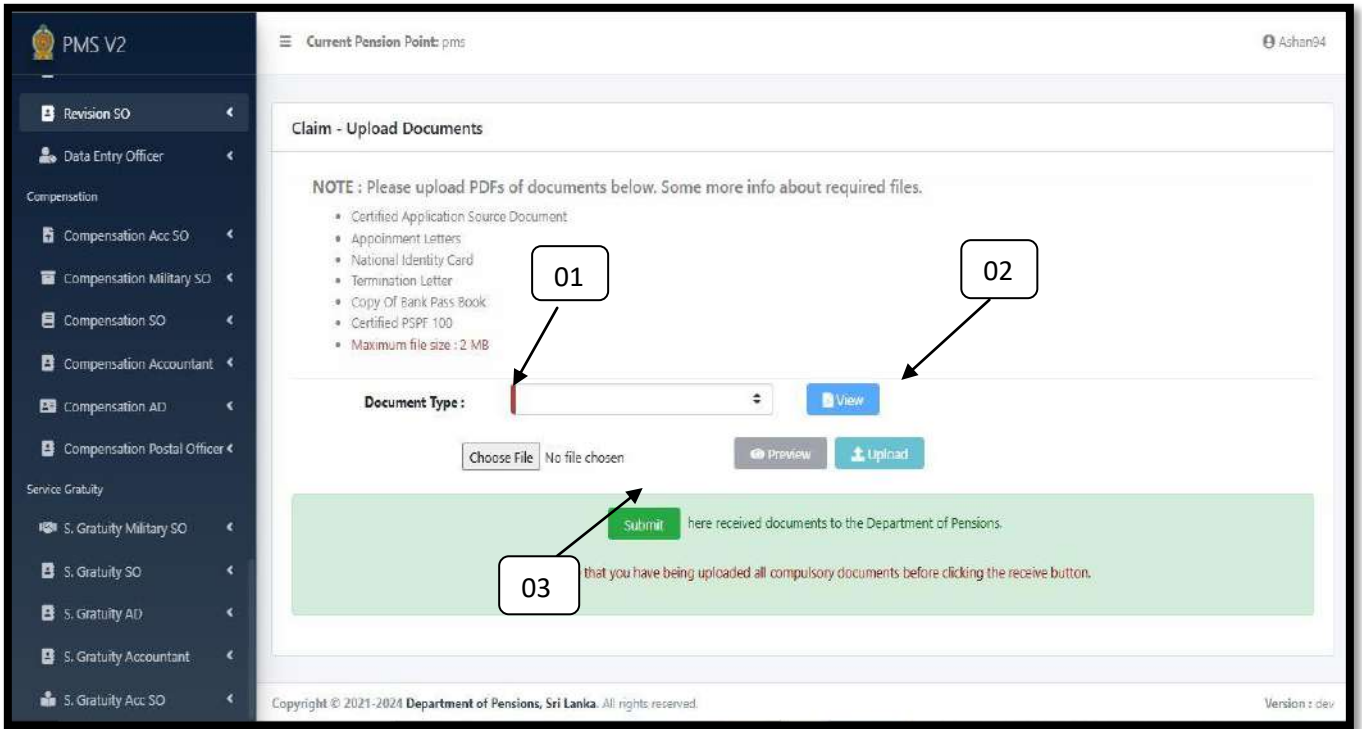 PMS V2
Current Pension Point: pms
Ashan94
Revision SO
Data Entry Officer
Compensation
Compensation Acc SO
Compensation Military SO
Compensation SO
Compensation Accountant
Compensation AD
Compensation Postal Officer
Service Gratuity
S. Gratuity Military SO
S. Gratuity SO
S. Gratuity AD
S. Gratuity Accountant
S. Gratuity Acc SO
Claim - Upload Documents
NOTE : Please upload PDFs of documents below. Some more info about required files.
Certified Application Source Document
Appoinment Letters
National Identity Card
Termination Letter
Copy Of Bank Pass Book
Certified PSPF 100
Maximum file size : 2 MB
01
02
Document Type :
View
Choose File No file chosen
Preview
Upload
Submit here received documents to the Department of Pensions.
03
that you have being uploaded all compulsory documents before clicking the receive button.
Copyright © 2021-2024 Department of Pensions, Sri Lanka. All rights reserved.
Version : dev